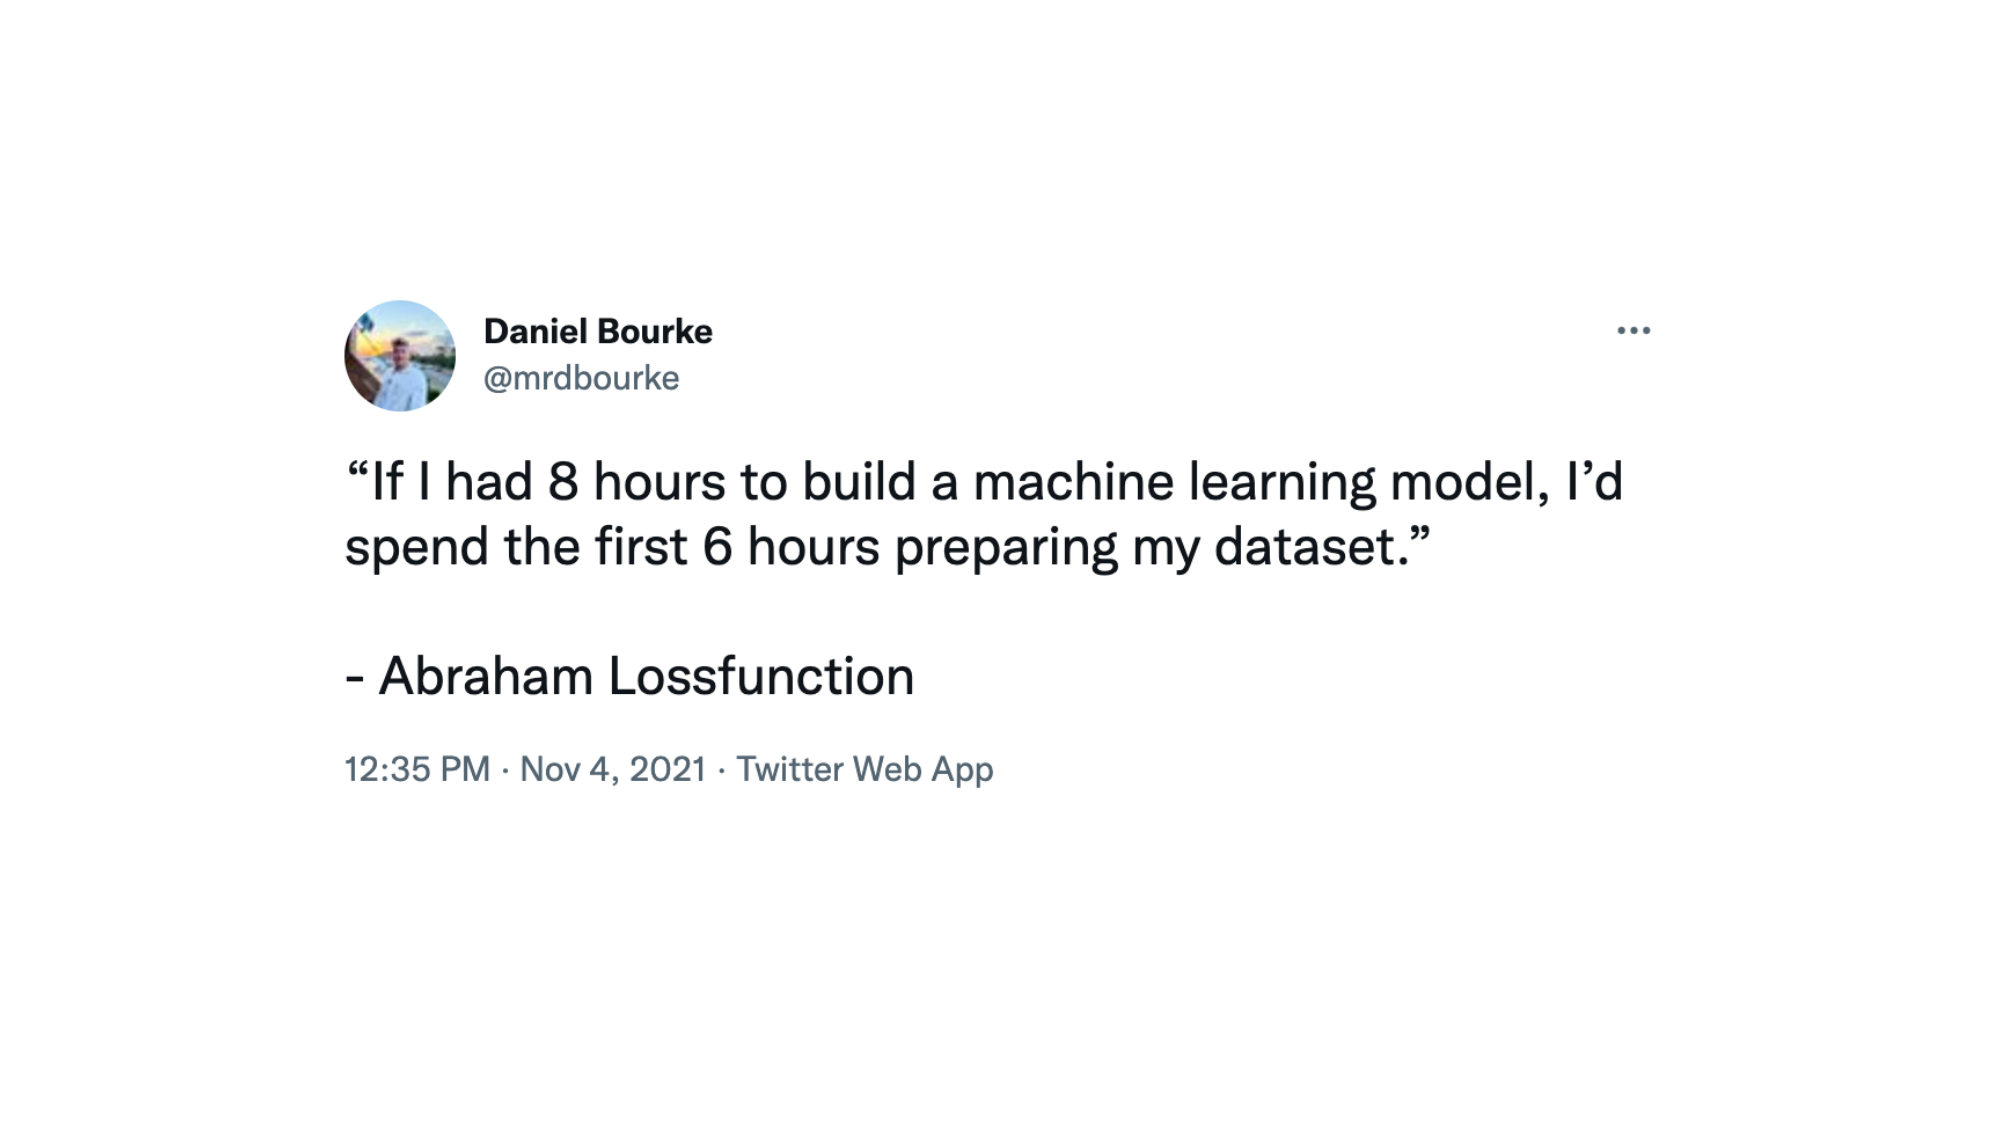 Daniel Bourke
@mrdbourke
“If I had 8 hours to build a machine learning model, I’d
spend the first 6 hours preparing my dataset.”
- Abraham Lossfunction
12:35 PM · Nov 4, 2021 · Twitter Web App